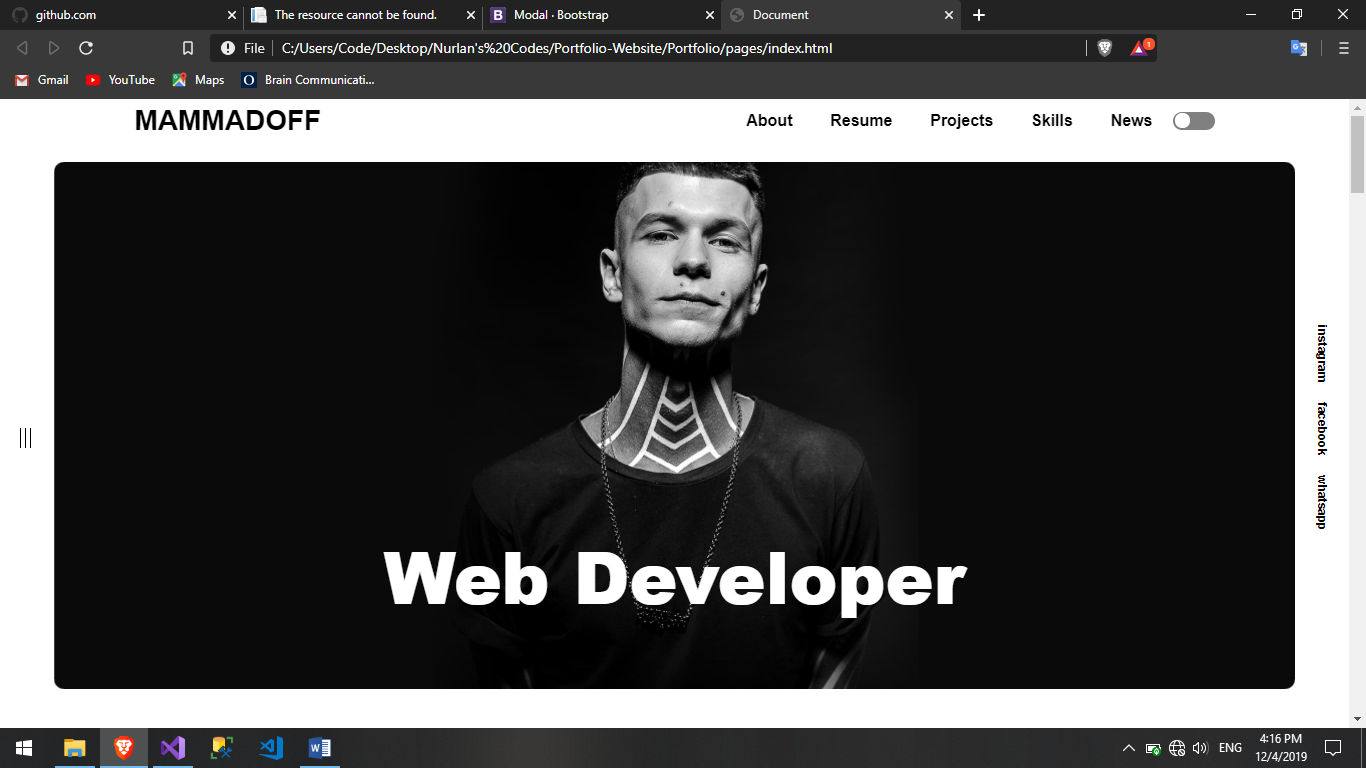 github.com
The resource cannot be found.
B Modal · Bootstrap
Document
File C:/Users/Code/Desktop/Nurlan's%20Codes/Portfolio-Website/Portfolio/pages/index.html
1
Gmail
YouTube
Maps
O Brain Communicati...
MAMMADOFF
About Resume Projects Skills News
instagram
facebook
whatsapp
Web Developer
ENG
4:16 PM
12/4/2019